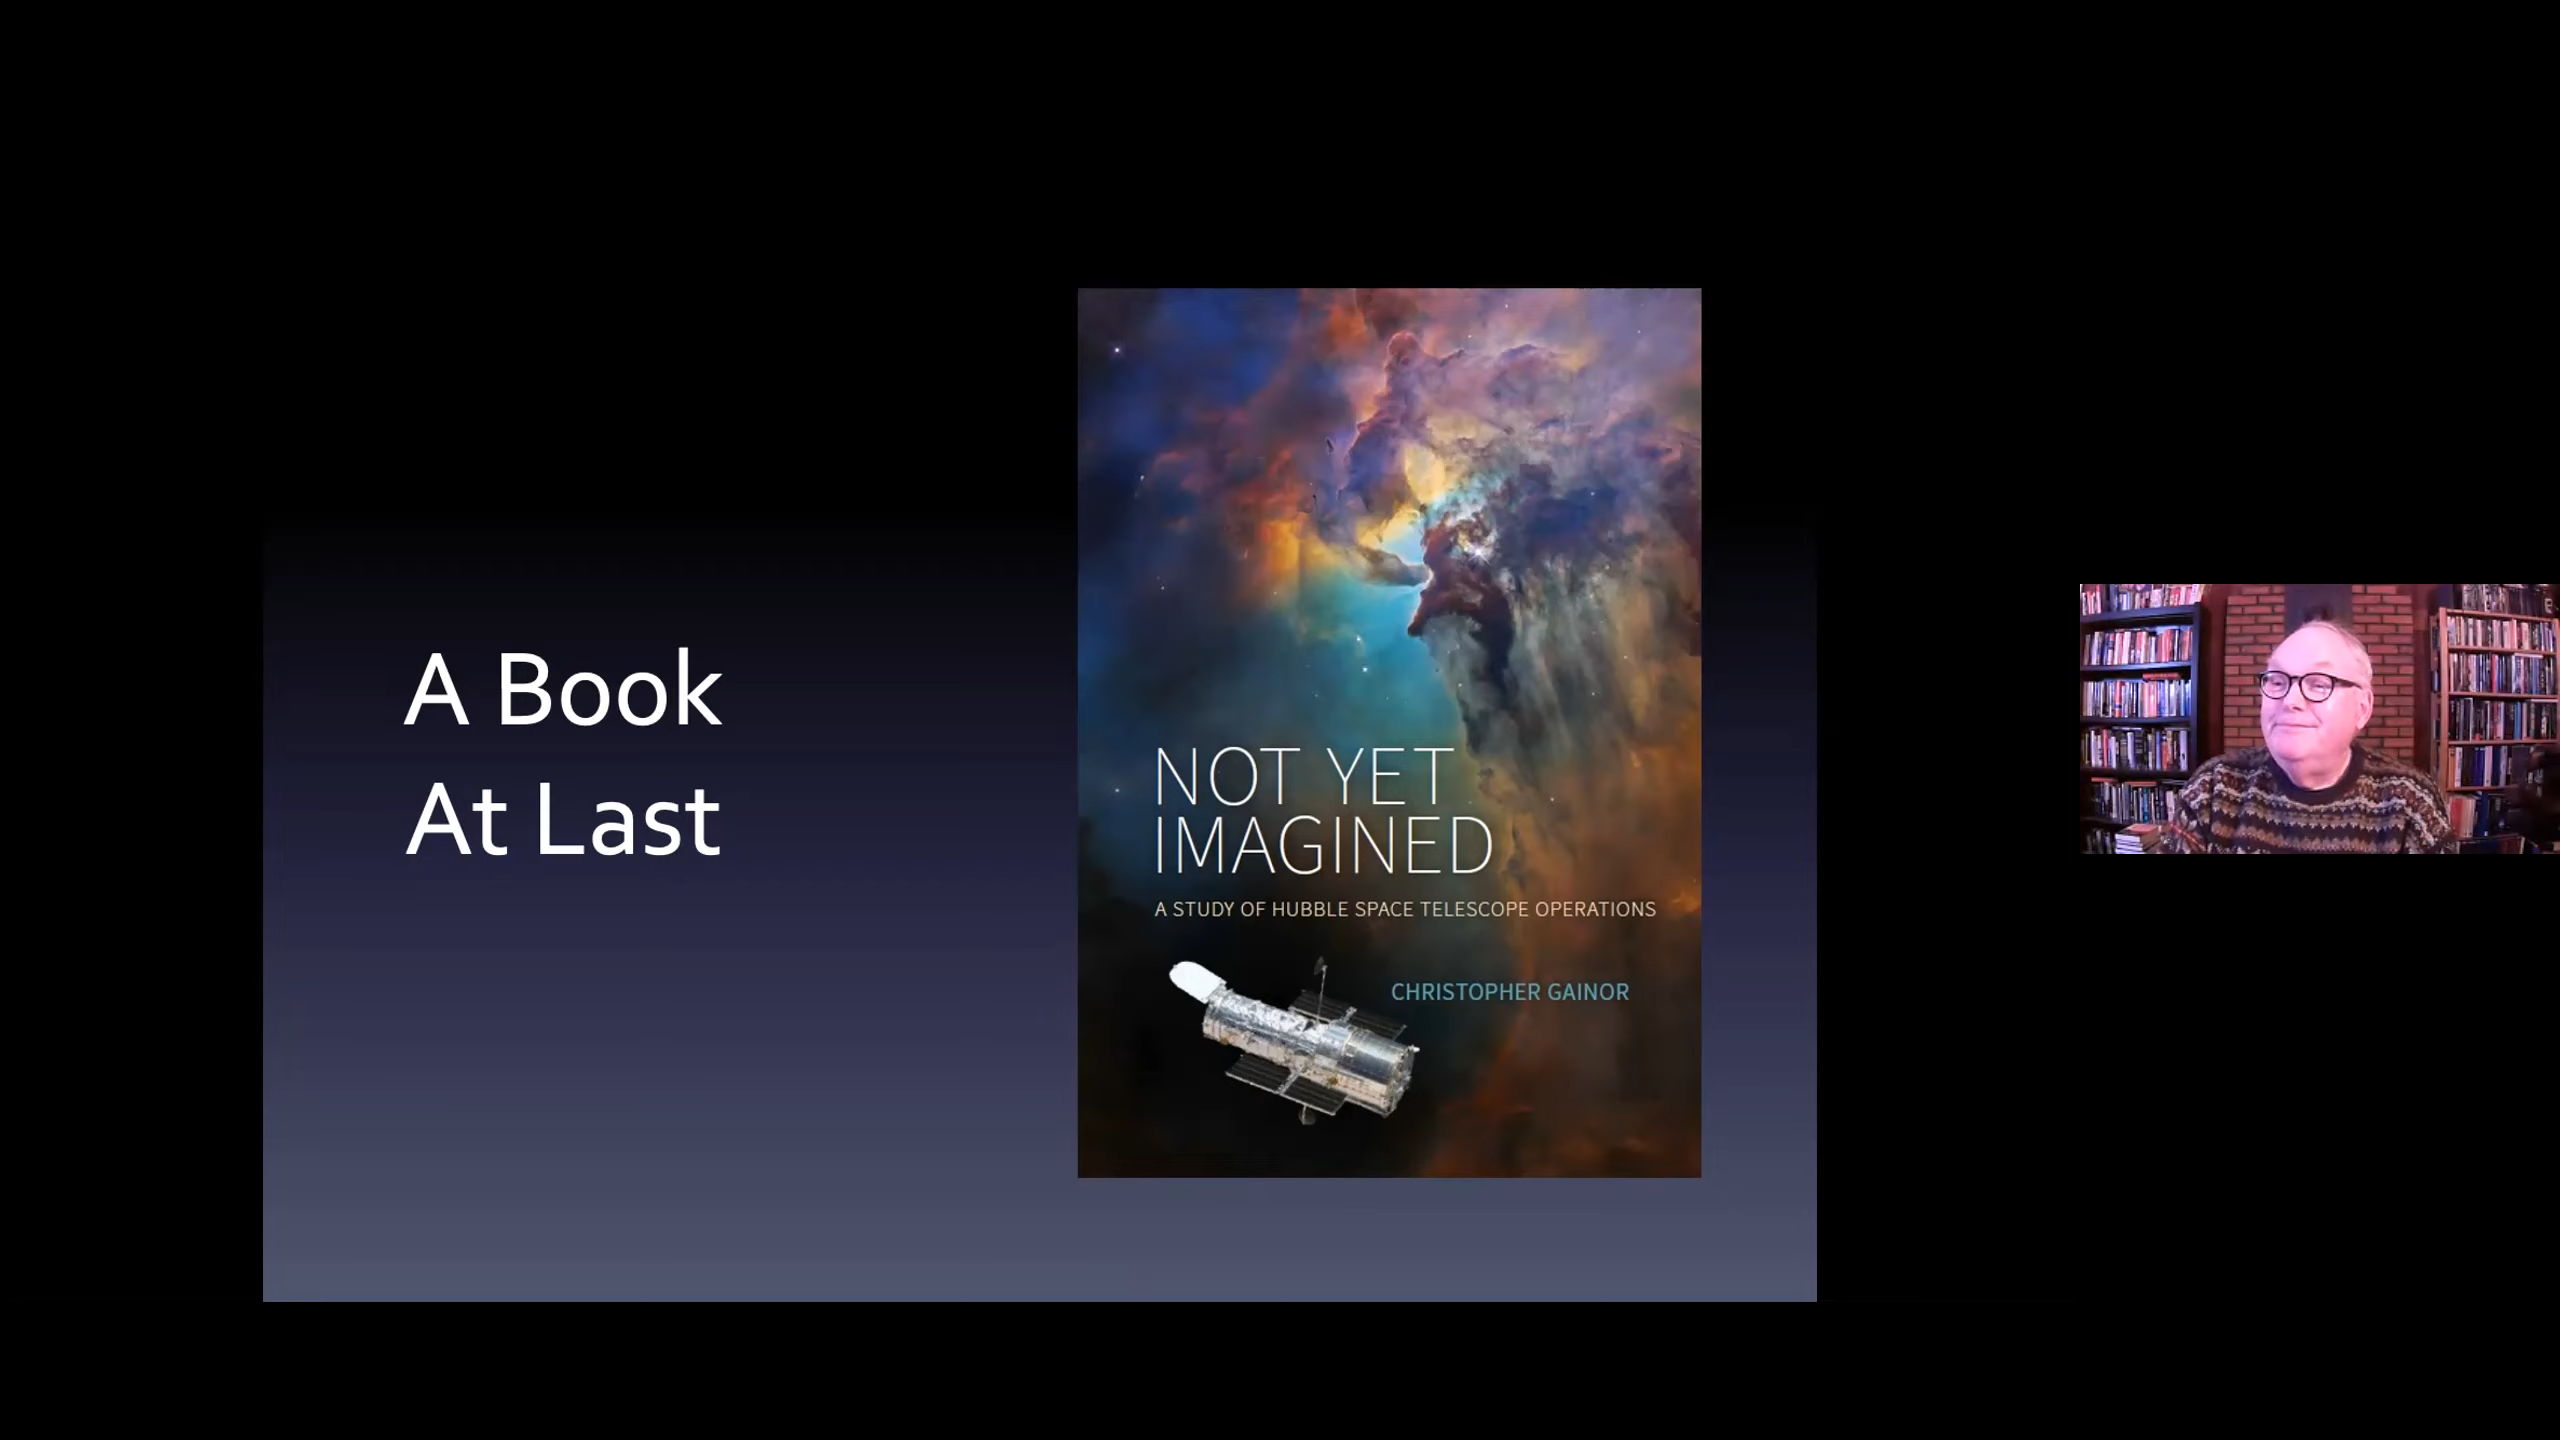 A Book
At Last
NOT YET
IMAGINED
A STUDY OF HUBBLE SPACE TELESCOPE OPERATIONS
CHRISTOPHER GAINOR